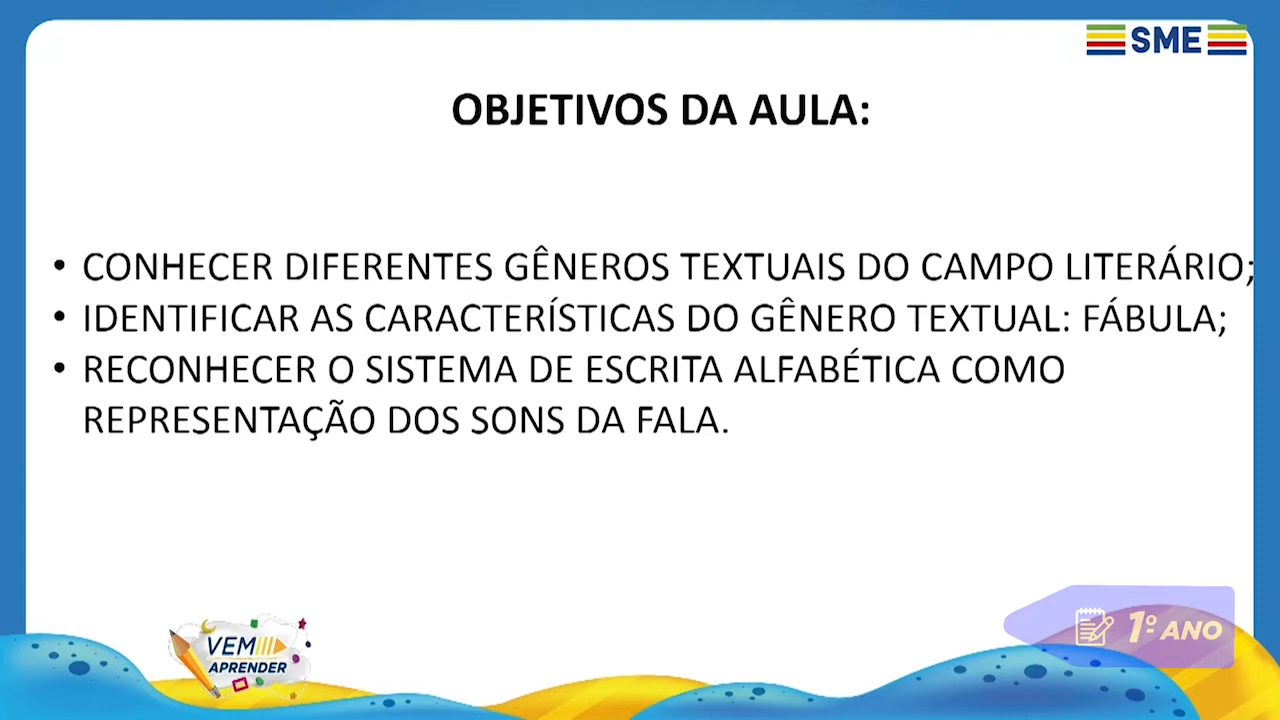 SME
OBJETIVOS DA AULA:
• CONHECER DIFERENTES GÊNEROS TEXTUAIS DO CAMPO LITERÁRIO;
• IDENTIFICAR AS CARACTERÍSTICAS DO GÊNERO TEXTUAL: FÁBULA;
• RECONHECER O SISTEMA DE ESCRITA ALFABÉTICA COMO
REPRESENTAÇÃO DOS SONS DA FALA.
VEM
APRENDER
1º ANO